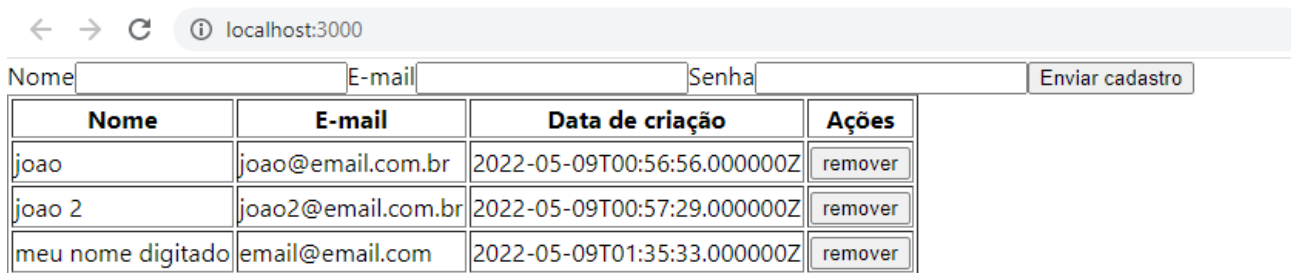 localhost:3000
Nome E-mail Senha Enviar cadastro
Nome E-mail Data de criação Ações
joao joao@email.com.br 2022-05-09T00:56:56.000000Z remover
joao 2 joao2@email.com.br 2022-05-09T00:57:29.000000Z remover
meu nome digitado email@email.com 2022-05-09T01:35:33.000000Z remover